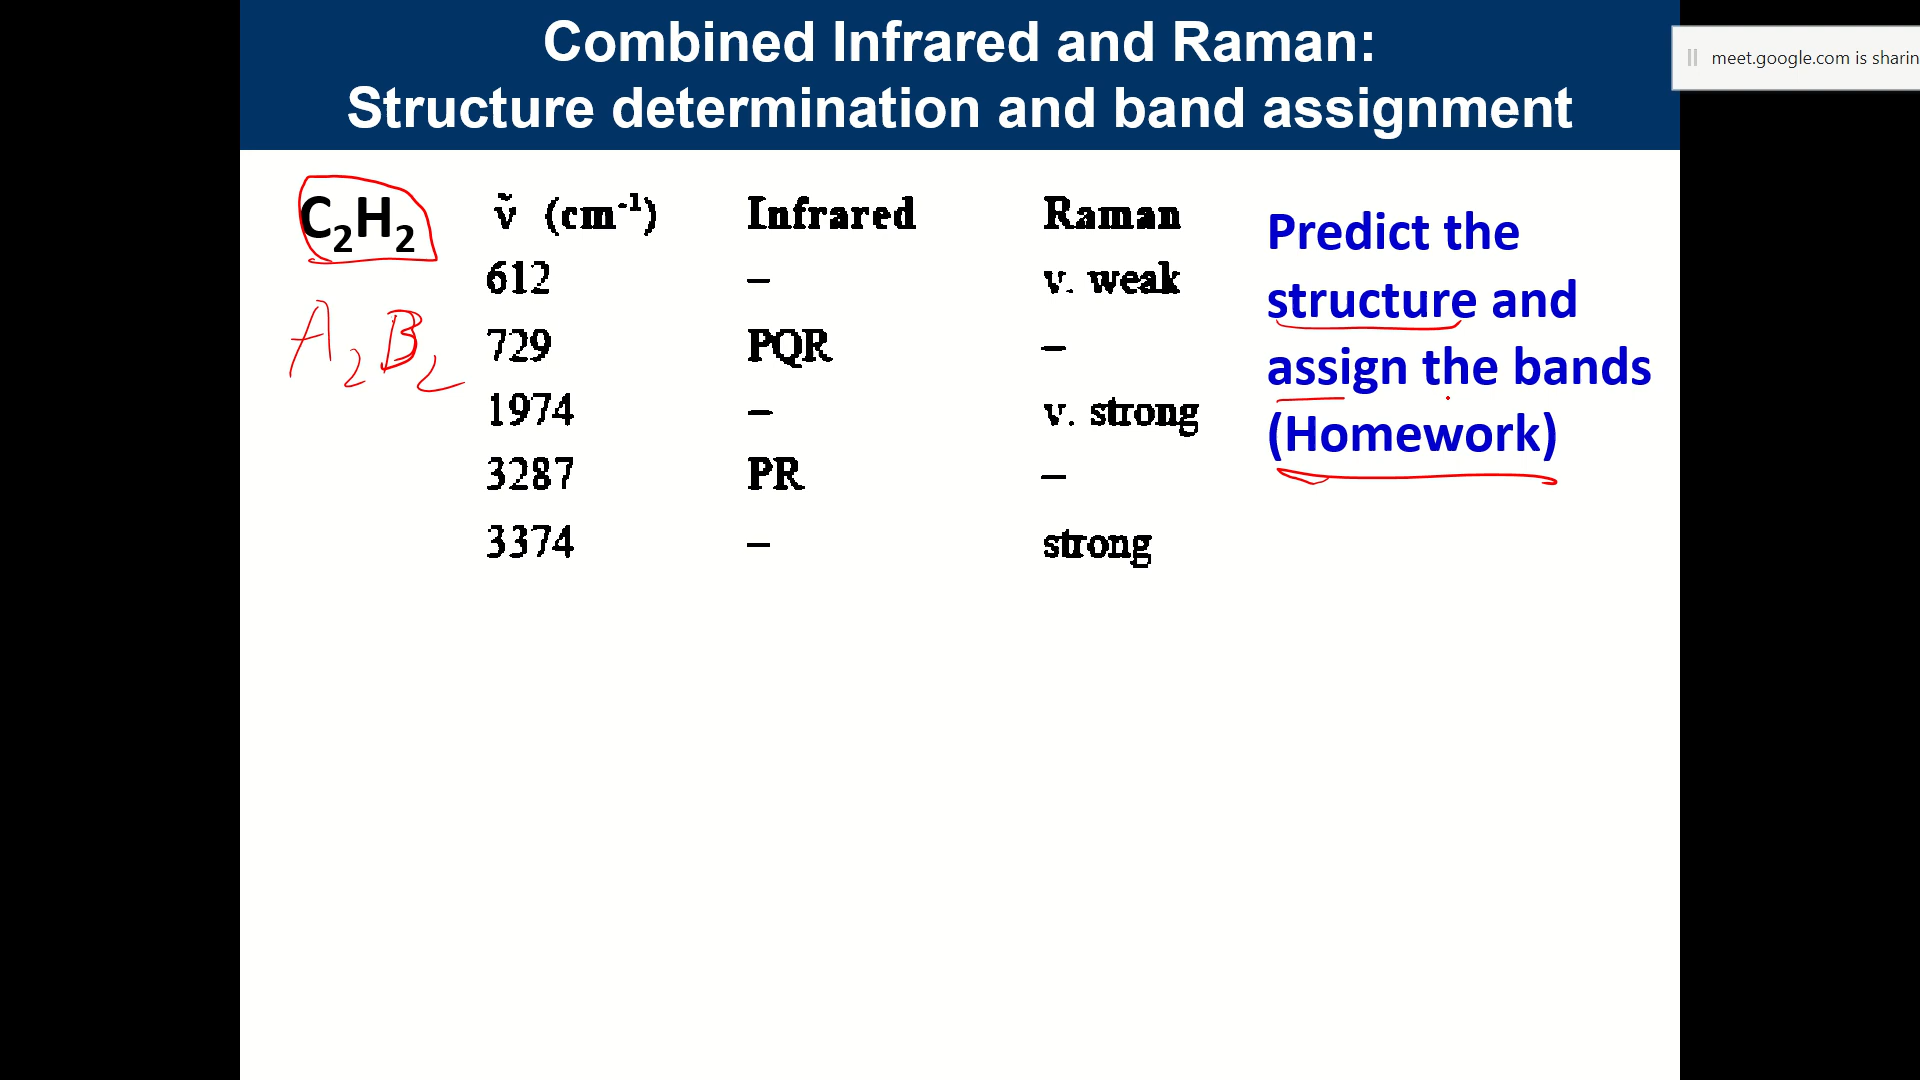 Combined Infrared and Raman:
Structure determination and band assignment
meet.google.com is sharin
C₂H₂ ν̃ (cm⁻¹) Infrared Raman
612 – v. weak
729 PQR –
1974 – v. strong
3287 PR –
3374 – strong
A₂B₂
Predict the
structure and
assign the bands
(Homework)